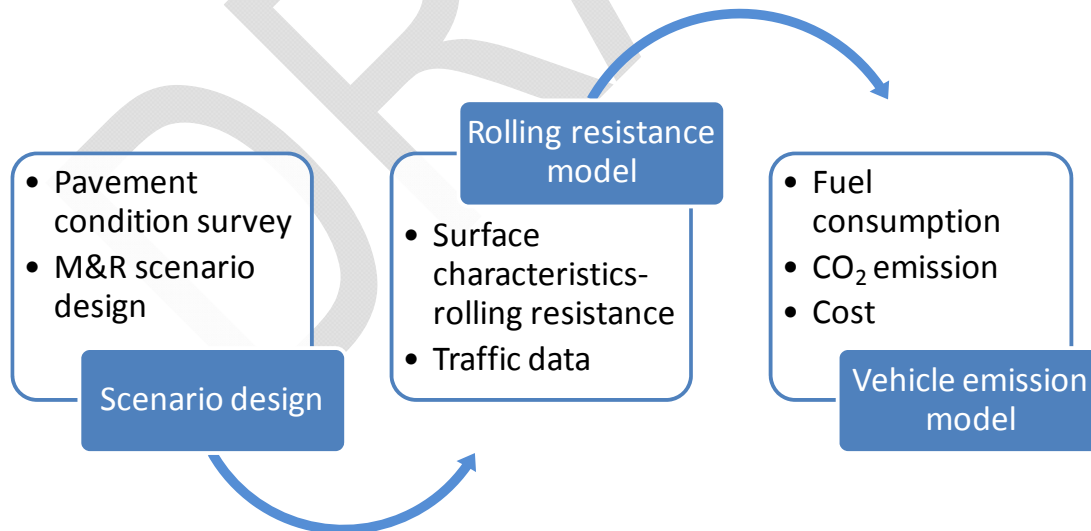 • Pavement
condition survey
• M&R scenario
design
Scenario design
Rolling resistance
model
• Surface
characteristics-
rolling resistance
• Traffic data
• Fuel
consumption
• CO₂ emission
• Cost
Vehicle emission
model